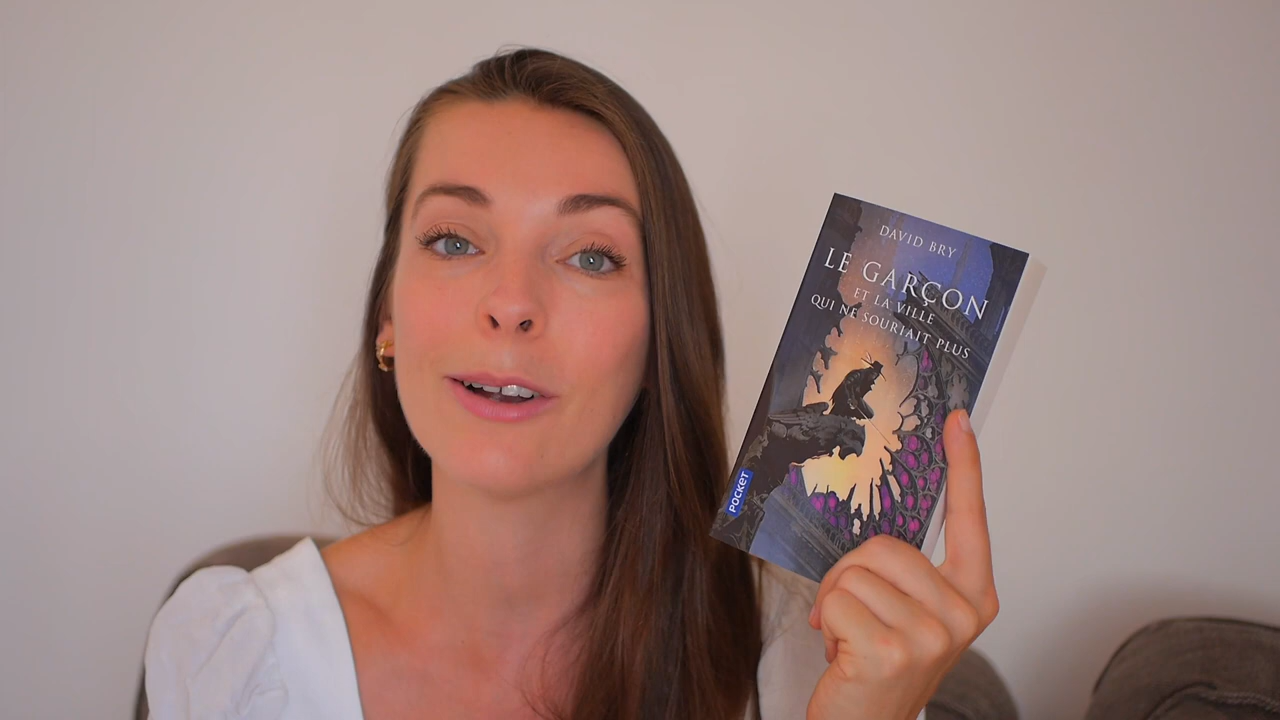 DAVID BRY
LE GARÇON
ET LA VILLE
QUI NE SOURIAIT PLUS
POCKET